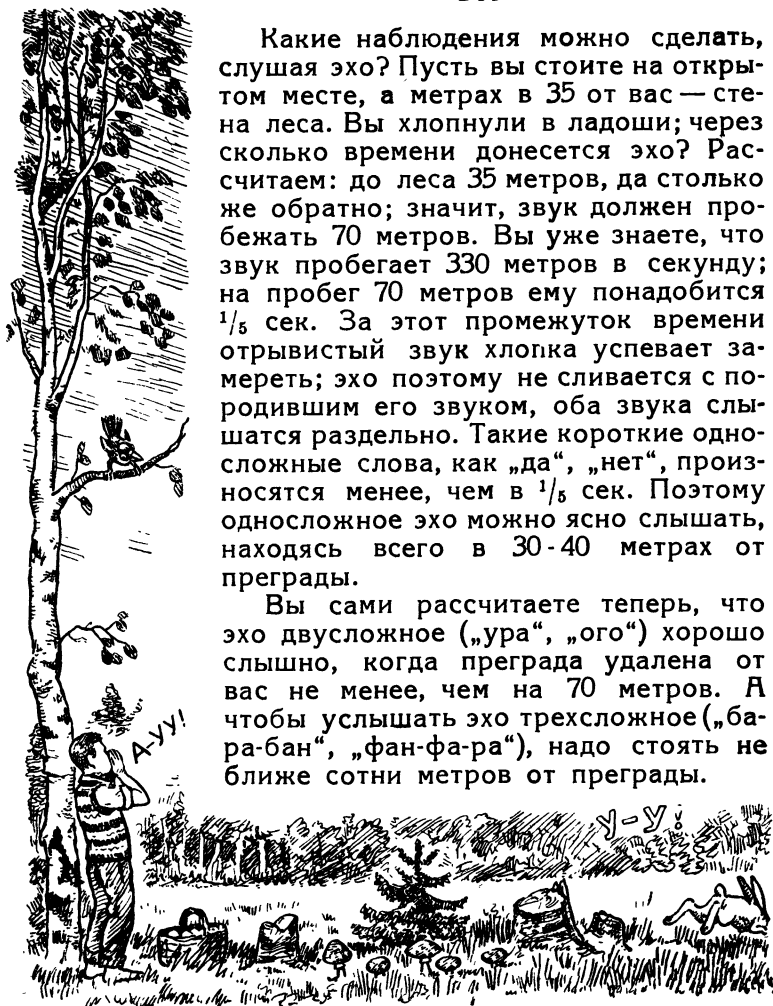 Какие наблюдения можно сделать,
слушая эхо? Пусть вы стоите на откры-
том месте, а метрах в 35 от вас — сте-
на леса. Вы хлопнули в ладоши; через
сколько времени донесется эхо? Рас-
считаем: до леса 35 метров, да столько
же обратно; значит, звук должен про-
бежать 70 метров. Вы уже знаете, что
звук пробегает 330 метров в секунду;
на пробег 70 метров ему понадобится
¹/₅ сек. За этот промежуток времени
отрывистый звук хлопка успевает за-
мереть; эхо поэтому не сливается с по-
родившим его звуком, оба звука слы-
шатся раздельно. Такие короткие одно-
сложные слова, как „да“, „нет“, произ-
носятся менее, чем в ¹/₅ сек. Поэтому
односложное эхо можно ясно слышать,
находясь всего в 30-40 метрах от
преграды.
Вы сами рассчитаете теперь, что
эхо двусложное („ура“, „ого“) хорошо
слышно, когда преграда удалена от
вас не менее, чем на 70 метров. А
чтобы услышать эхо трехсложное („ба-
ра-бан“, „фан-фа-ра“), надо стоять не
ближе сотни метров от преграды.
А-УУ!
У-У!